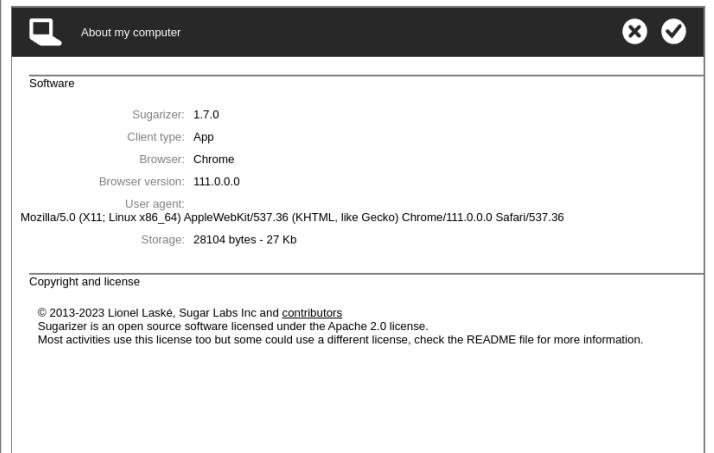 About my computer
Software
Sugarizer: 1.7.0
Client type: App
Browser: Chrome
Browser version: 111.0.0.0
User agent:
Mozilla/5.0 (X11; Linux x86_64) AppleWebKit/537.36 (KHTML, like Gecko) Chrome/111.0.0.0 Safari/537.36
Storage: 28104 bytes - 27 Kb
Copyright and license
© 2013-2023 Lionel Laské, Sugar Labs Inc and contributors
Sugarizer is an open source software licensed under the Apache 2.0 license.
Most activities use this license too but some could use a different license, check the README file for more information.